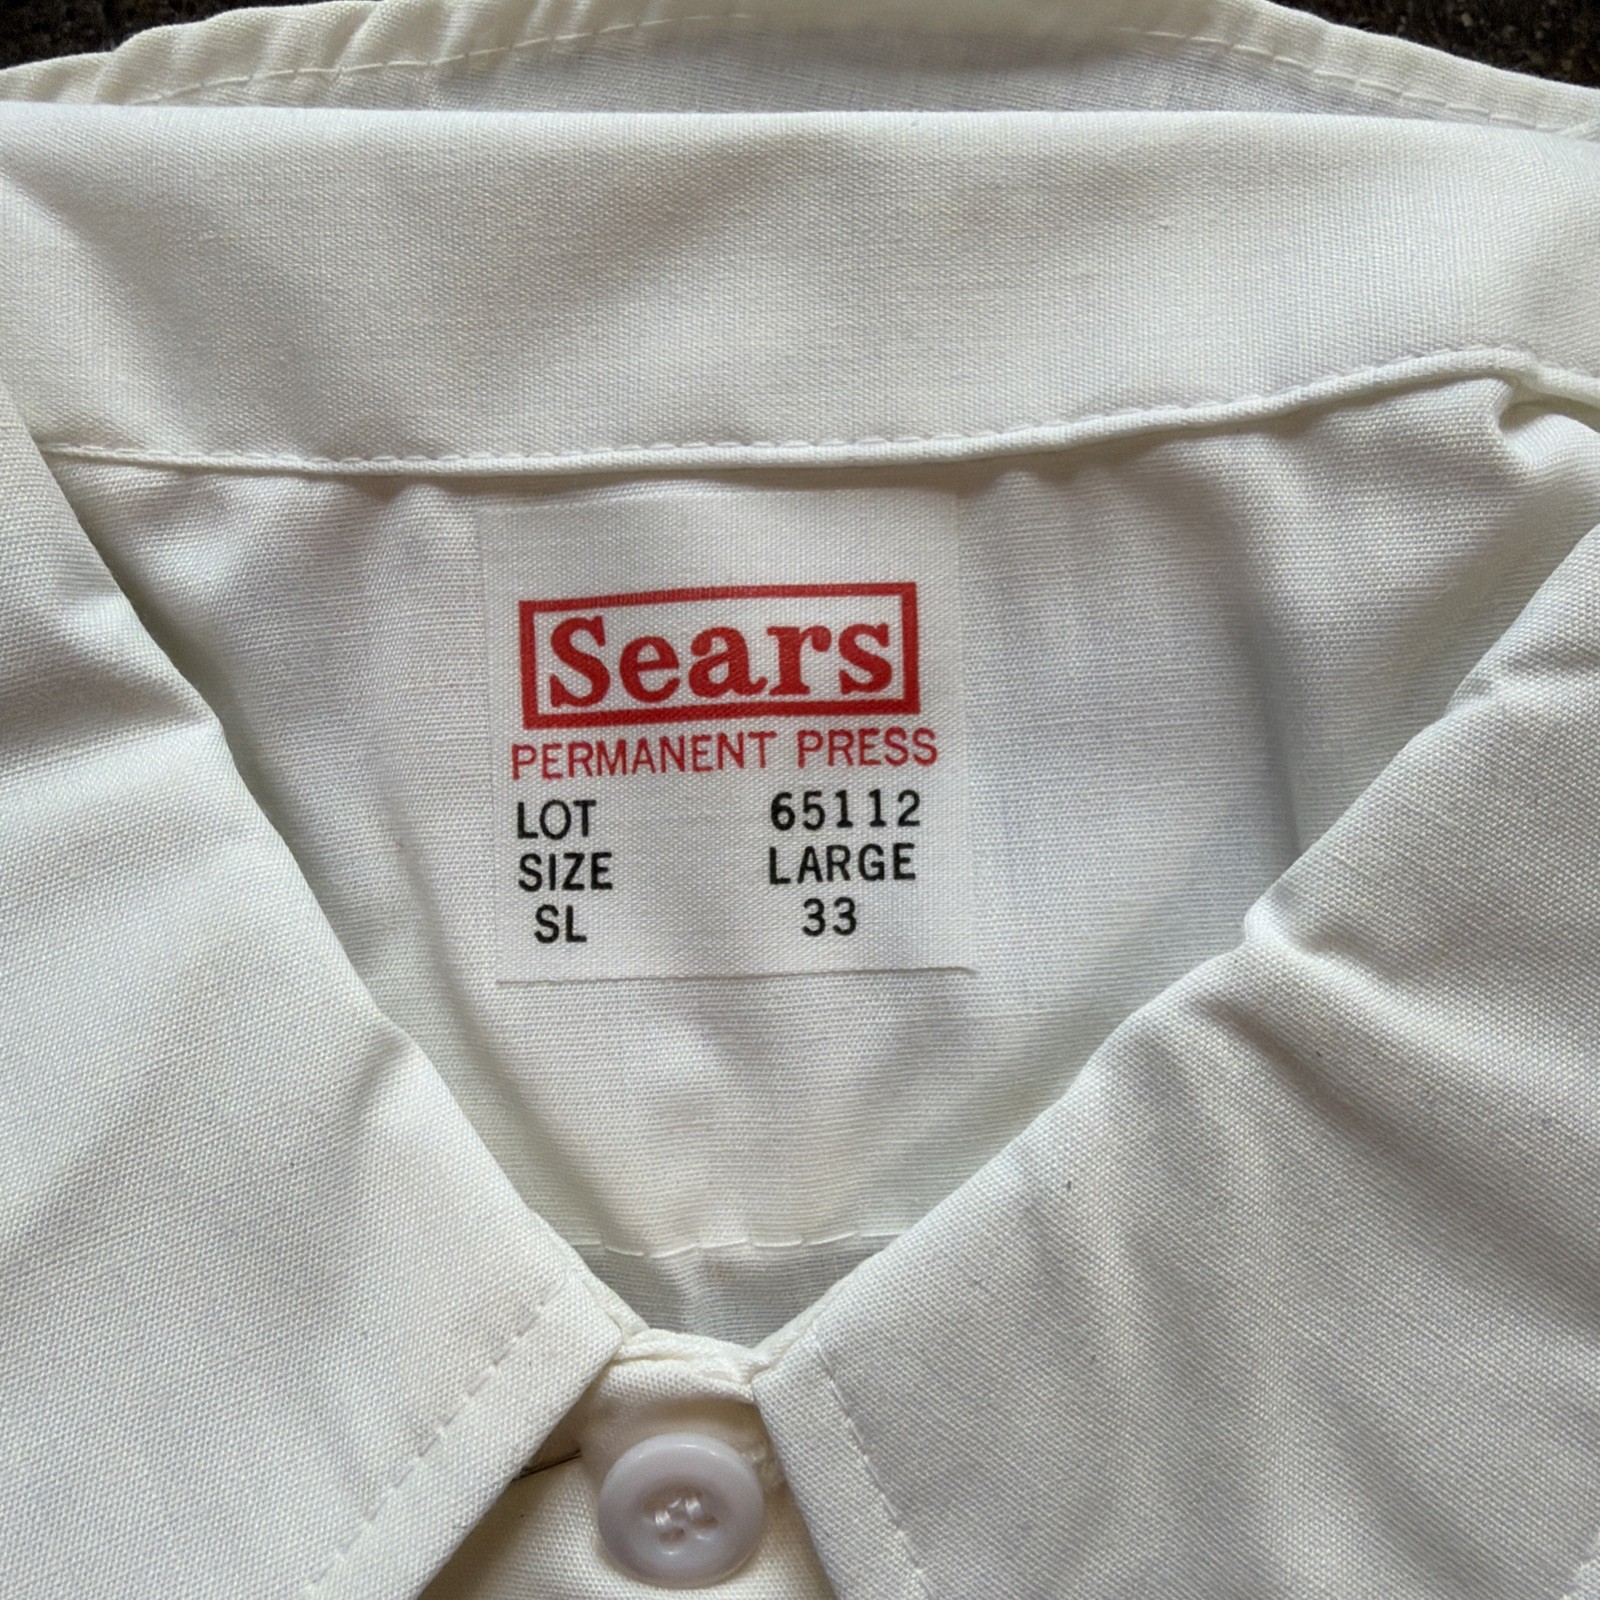 Sears
PERMANENT PRESS
LOT 65112
SIZE LARGE
SL 33